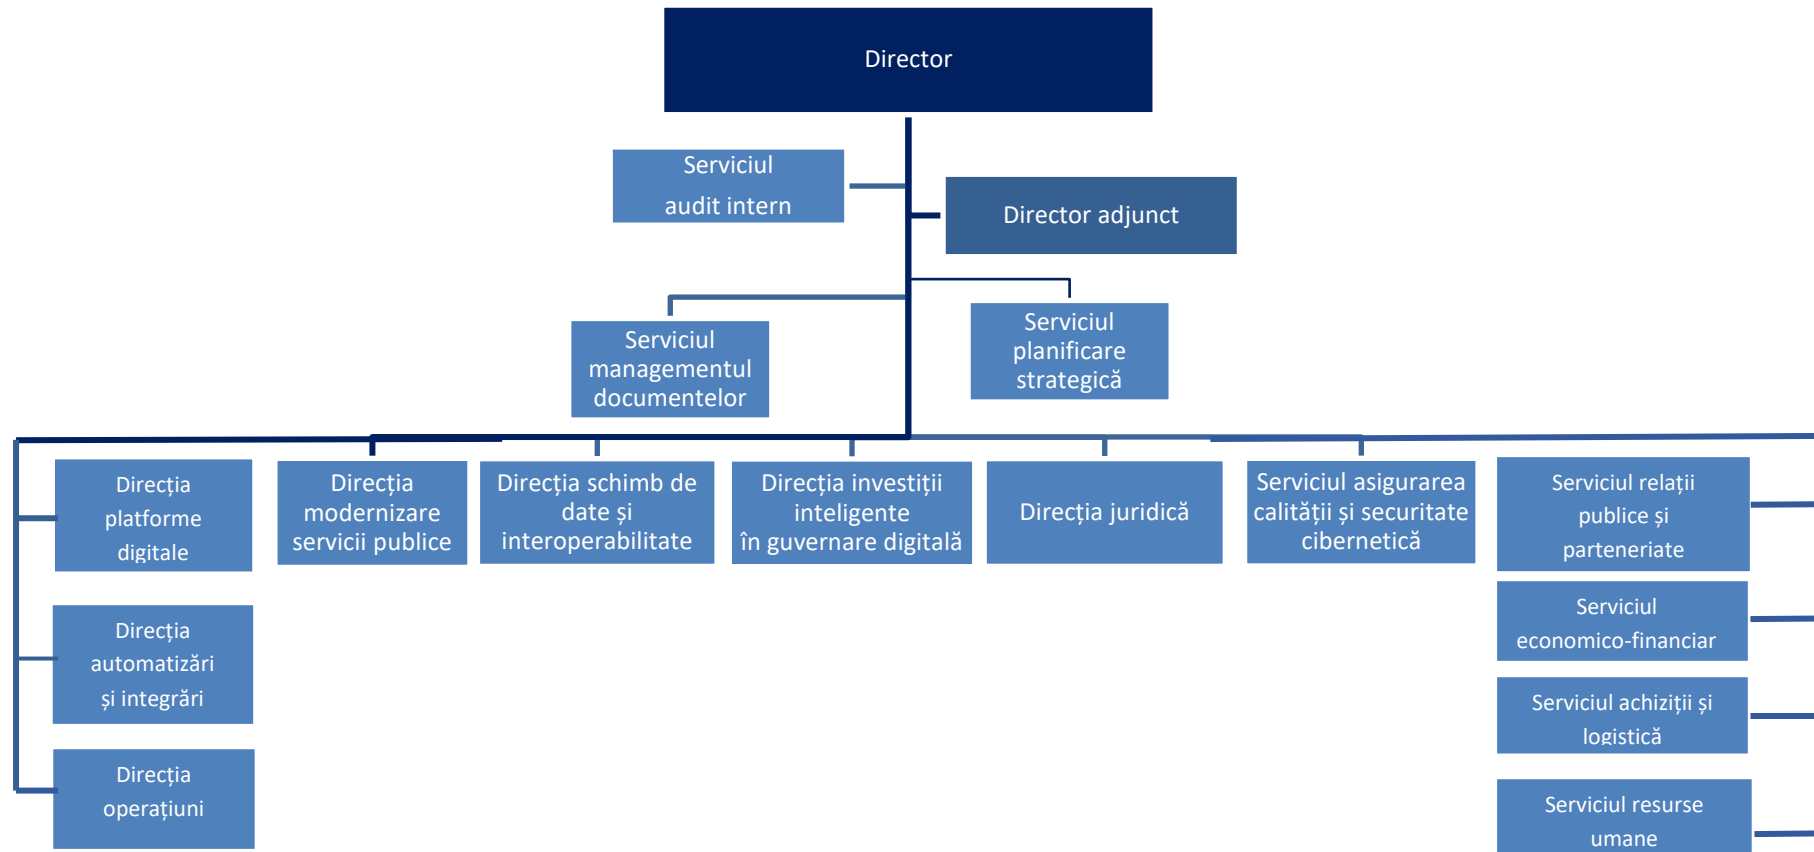 Director
Serviciul
audit intern
Director adjunct
Serviciul
managementul
documentelor
Serviciul
planificare
strategică
Direcția
platforme
digitale
Direcția
modernizare
servicii publice
Direcția schimb de
date și
interoperabilitate
Direcția investiții
inteligente
în guvernare digitală
Direcția juridică
Serviciul asigurarea
calității și securitate
cibernetică
Serviciul relații
publice și
parteneriate
Direcția
automatizări
și integrări
Serviciul
economico-financiar
Serviciul achiziții și
logistică
Direcția
operațiuni
Serviciul resurse
umane